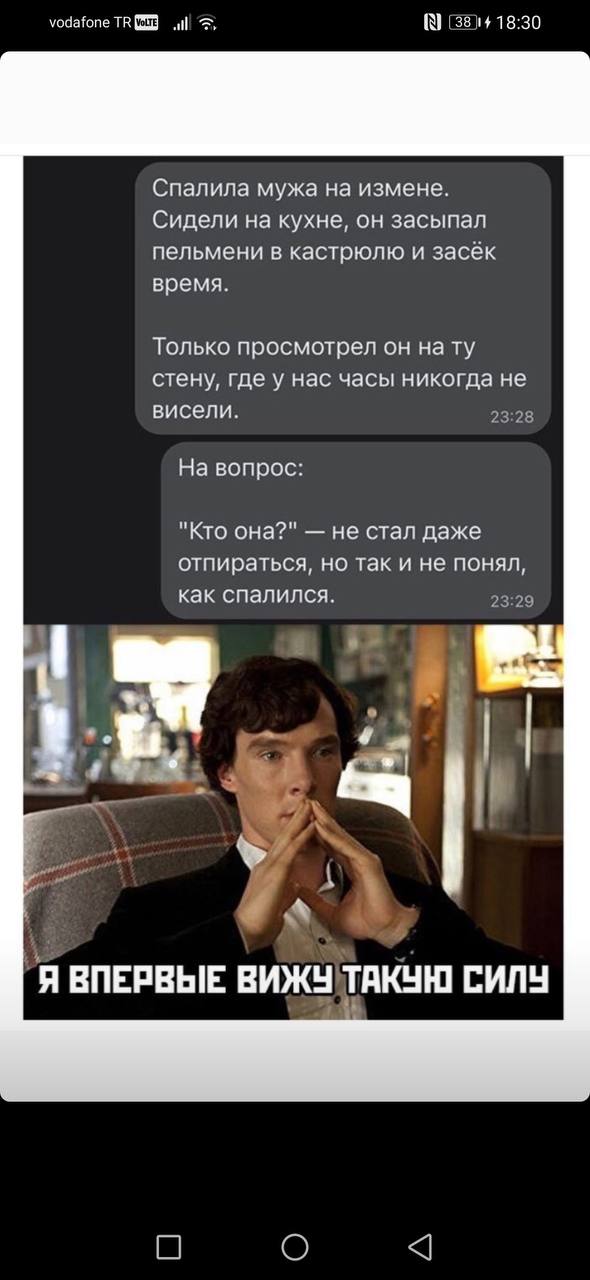 vodafone TR VoLTE 38 18:30
Спалила мужа на измене.
Сидели на кухне, он засыпал
пельмени в кастрюлю и засёк
время.
Только просмотрел он на ту
стену, где у нас часы никогда не
висели.
23:28
На вопрос:
"Кто она?" — не стал даже
отпираться, но так и не понял,
как спалился.
23:29
Я ВПЕРВЫЕ ВИЖУ ТАКУЮ СИЛУ